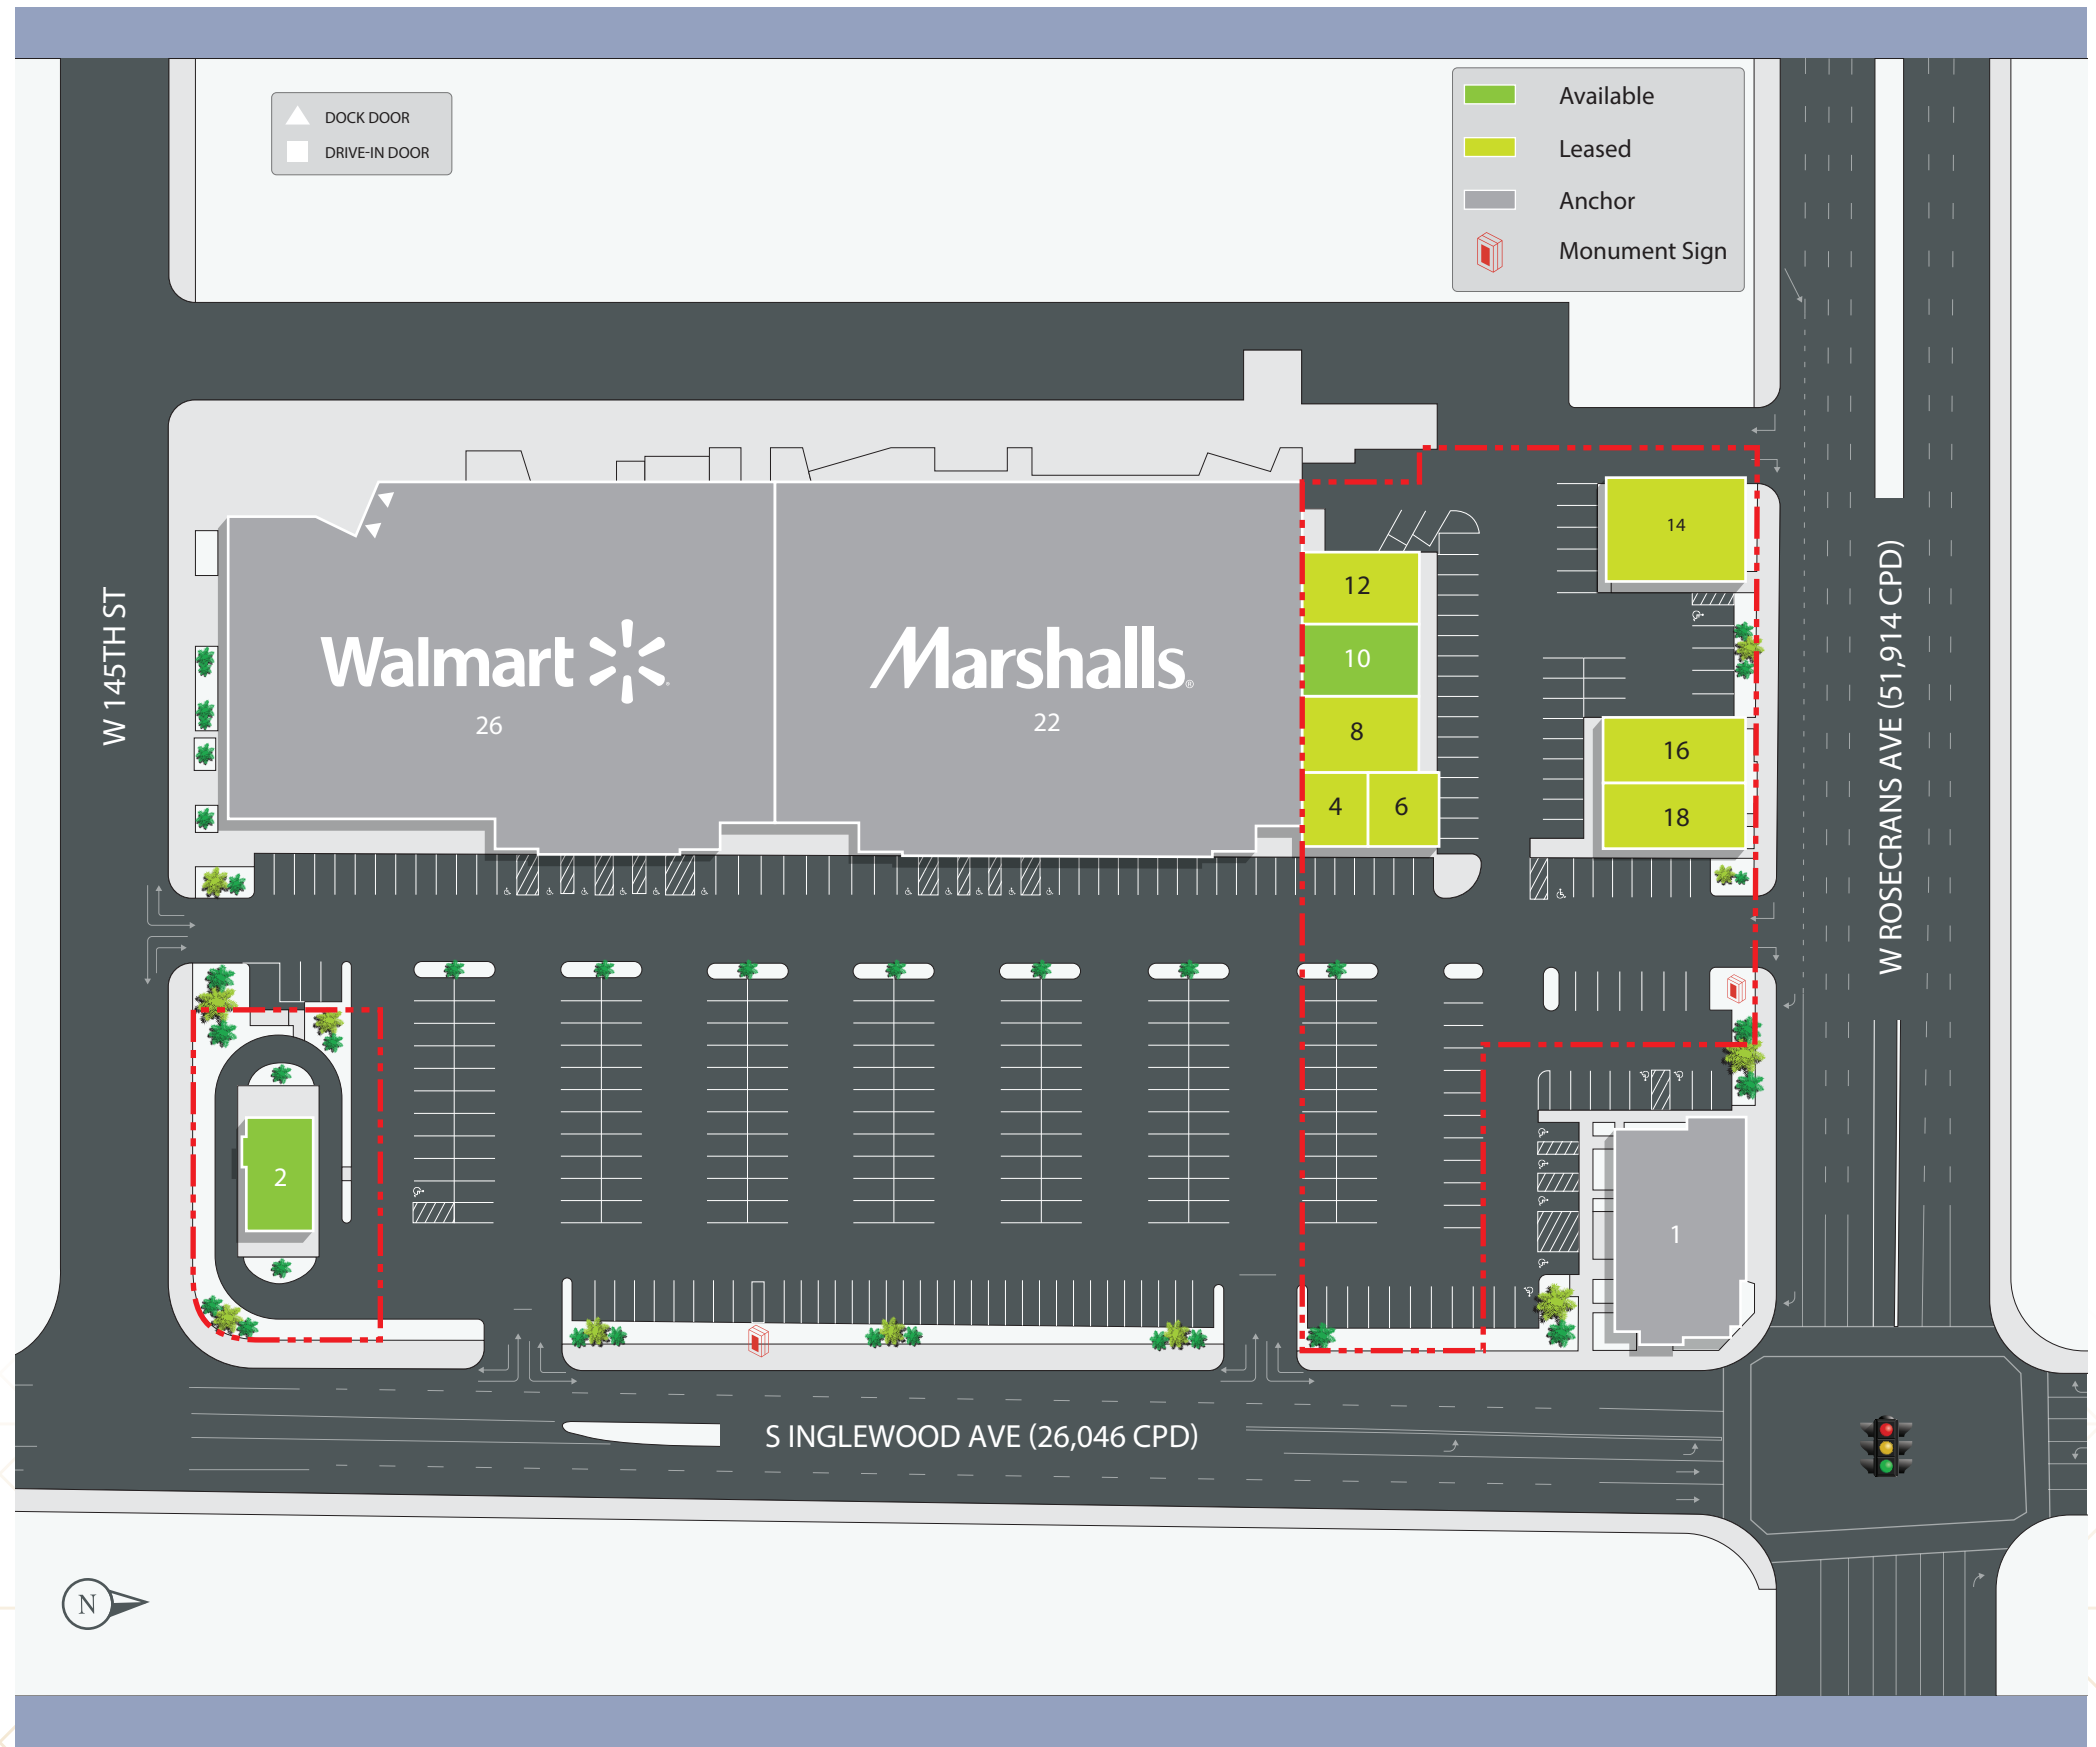 DOCK DOOR
DRIVE-IN DOOR
Available
Leased
Anchor
Monument Sign
W 145TH ST
Walmart
26
Marshalls®
22
12
10
8
4
6
14
16
18
W ROSECRANS AVE (51,914 CPD)
2
1
S INGLEWOOD AVE (26,046 CPD)
N